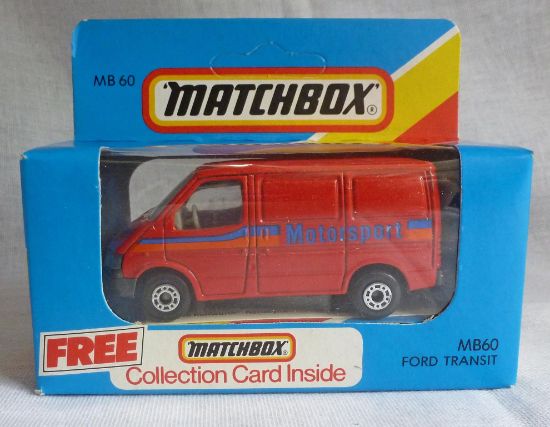 MB 60
"MATCHBOX"®
Motorsport
FREE
"MATCHBOX"®
Collection Card Inside
MB60
FORD TRANSIT